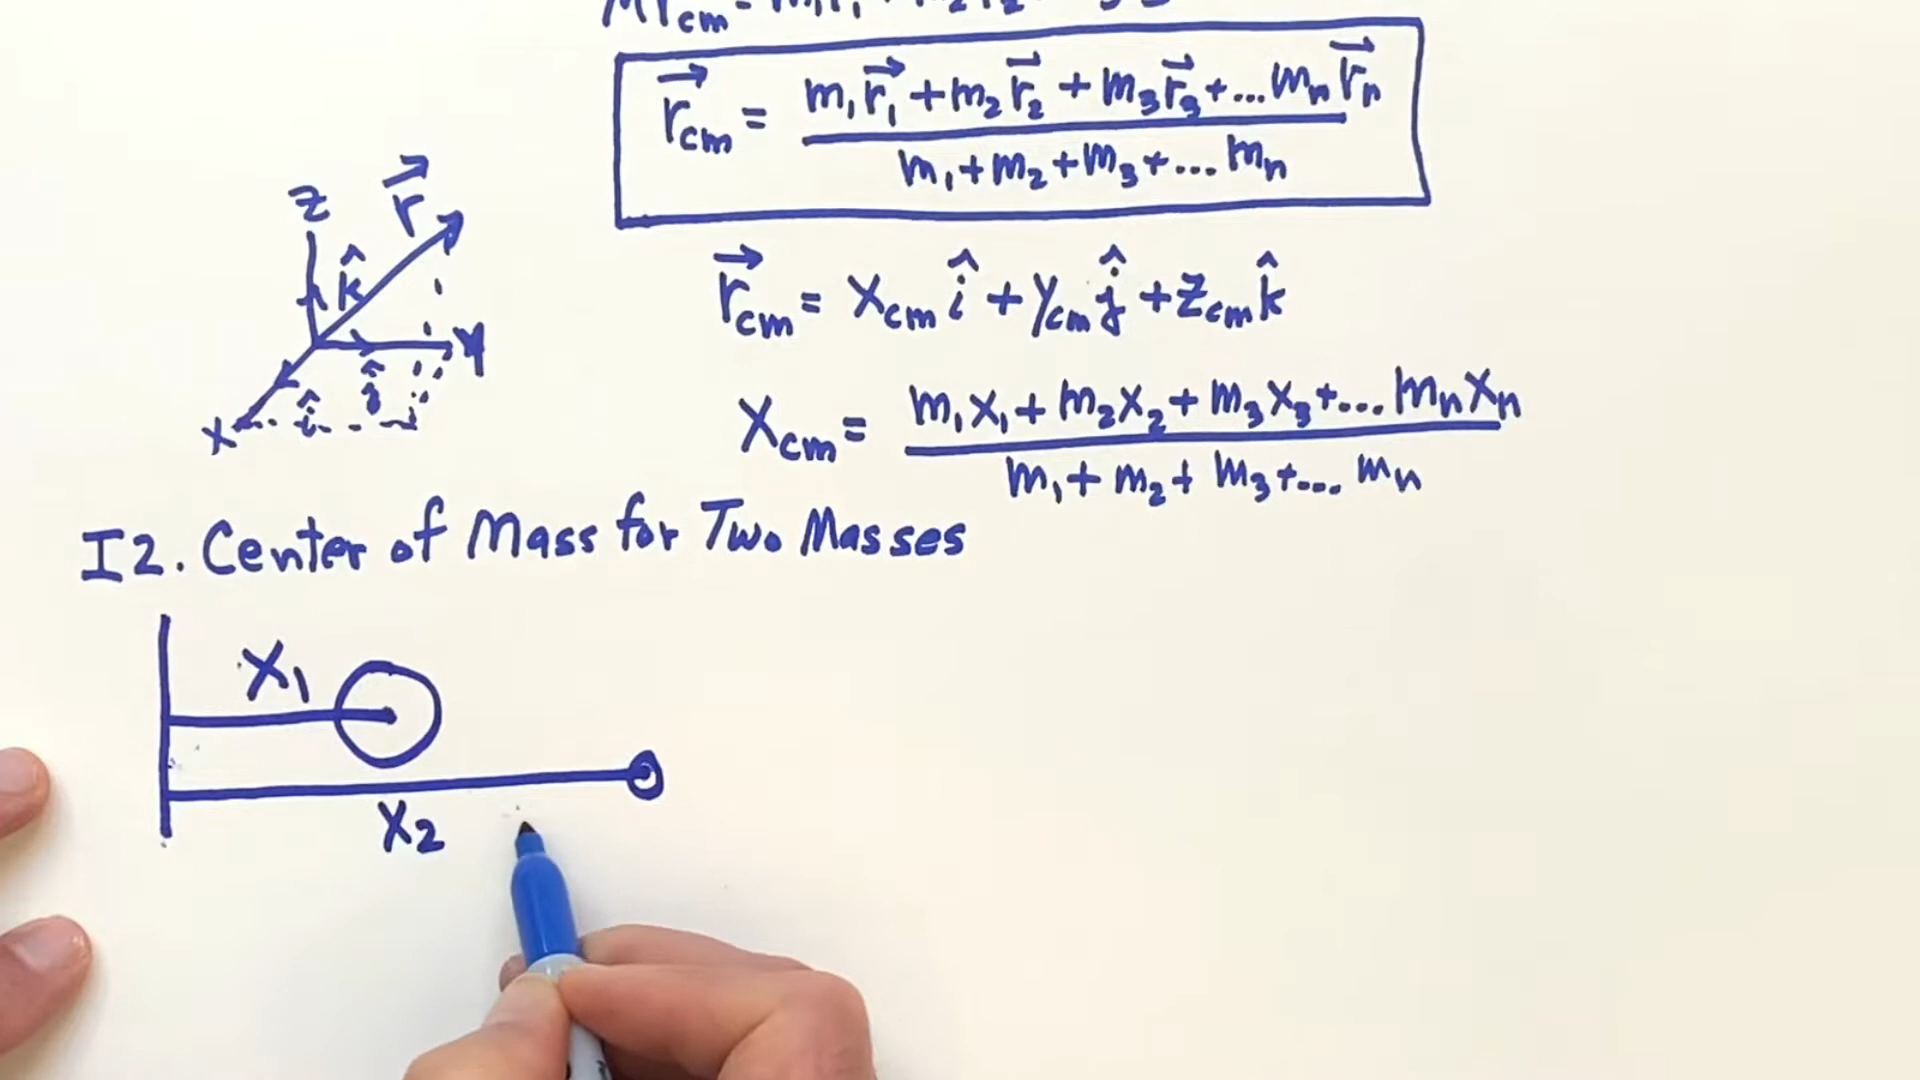 r⃗cm = m₁r⃗₁ + m₂r⃗₂ + m₃r⃗₃ + ... mₙr⃗ₙ
m₁ + m₂ + m₃ + ... mₙ
z
r⃗
k̂
y
ĵ
î
x
r⃗cm = xcm î + ycm ĵ + zcm k̂
Xcm = m₁x₁ + m₂x₂ + m₃x₃ + ... mₙxₙ
m₁ + m₂ + m₃ + ... mₙ
I2. Center of Mass for Two Masses
X₁
X₂